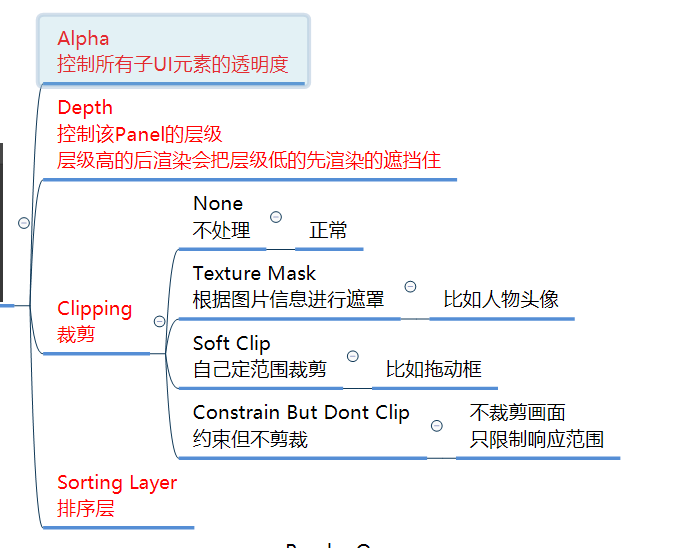 Alpha
控制所有子UI元素的透明度
Depth
控制该Panel的层级
层级高的后渲染会把层级低的先渲染的遮挡住
Clipping
裁剪
None
不处理
正常
Texture Mask
根据图片信息进行遮罩
比如人物头像
Soft Clip
自己定范围裁剪
比如拖动框
Constrain But Dont Clip
约束但不剪裁
不裁剪画面
只限制响应范围
Sorting Layer
排序层